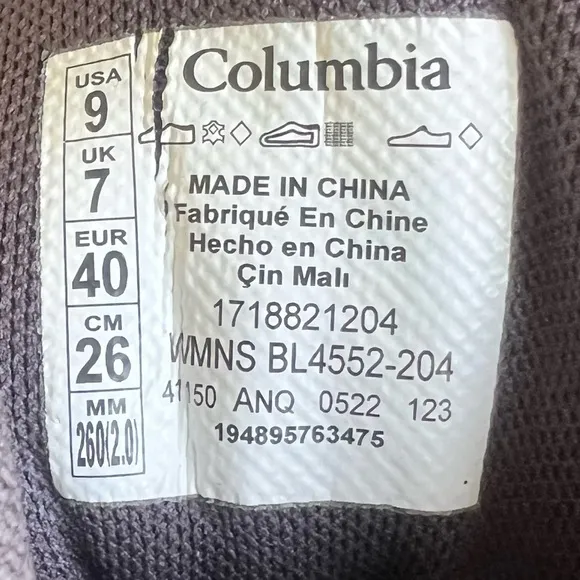 Columbia
USA
9
UK
7
EUR
40
CM
26
MM
260(2.0)
MADE IN CHINA
Fabriqué En Chine
Hecho en China
Çin Malı
1718821204
WMNS BL4552-204
41150 ANQ 0522 123
194895763475